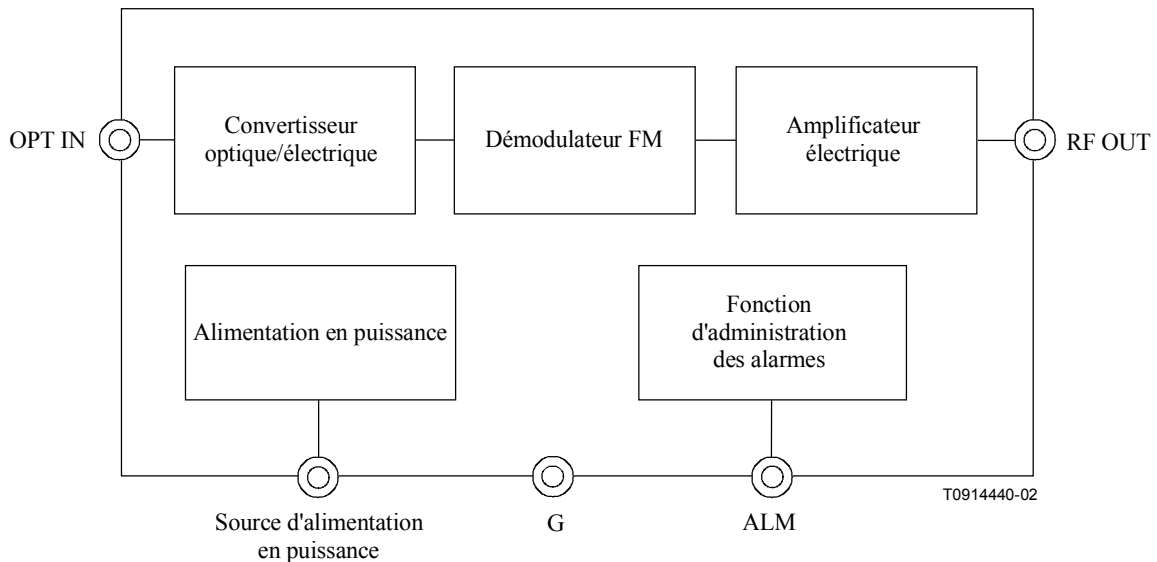 OPT IN
Convertisseur
optique/électrique
Démodulateur FM
Amplificateur
électrique
RF OUT
Alimentation en puissance
Fonction
d'administration
des alarmes
T0914440-02
Source d'alimentation
en puissance
G
ALM